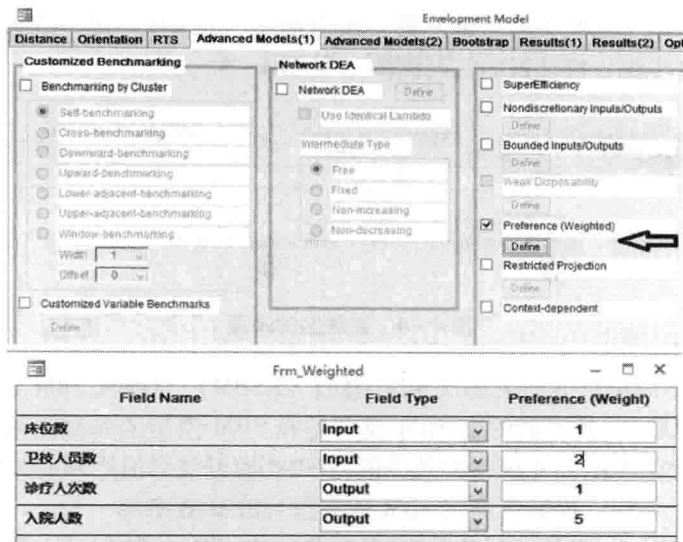 Envelopment Model
Distance Orientation RTS Advanced Models(1) Advanced Models(2) Bootstrap Results(1) Results(2) Opt
Customized Benchmarking
Benchmarking by Cluster
Self-benchmarking
Cross-benchmarking
Downward-benchmarking
Upward-benchmarking
Lower-adjacent-benchmarking
Upper-adjacent-benchmarking
Window-benchmarking
Width 1
Offset 0
Customized Variable Benchmarks
Define
Network DEA
Network DEA Define
Use Identical Lambda
Intermediate Type
Free
Fixed
Non-increasing
Non-decreasing
SuperEfficiency
Nondiscretionary Inputs/Outputs
Define
Bounded Inputs/Outputs
Define
Weak Disposability
Define
Preference (Weighted)
Define
Restricted Projection
Define
Context-dependent
Frm_Weighted
Field Name Field Type Preference (Weight)
床位数 Input 1
卫技人员数 Input 2
诊疗人次数 Output 1
入院人数 Output 5